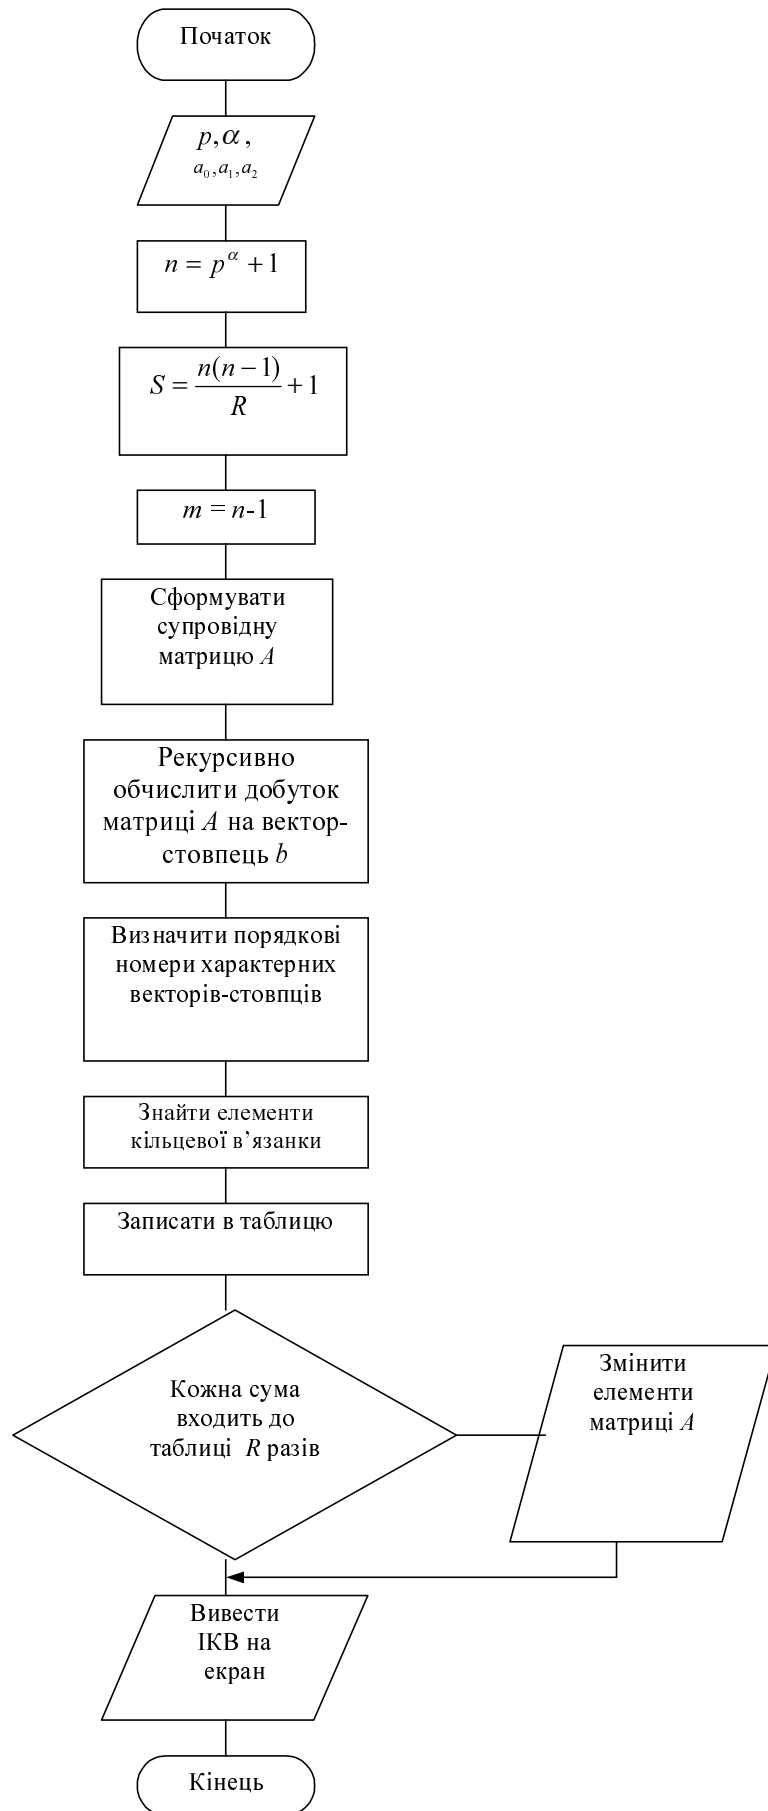 Початок
p, α,
a₀, a₁, a₂
n = p^α + 1
S = n(n − 1)/R + 1
m = n-1
Сформувати
супровідну
матрицю A
Рекурсивно
обчислити добуток
матриці A на вектор-
стовпець b
Визначити порядкові
номери характерних
векторів-стовпців
Знайти елементи
кільцевої в’язанки
Записати в таблицю
Кожна сума
входить до
таблиці R разів
Змінити
елементи
матриці A
Вивести
ІКВ на
екран
Кінець